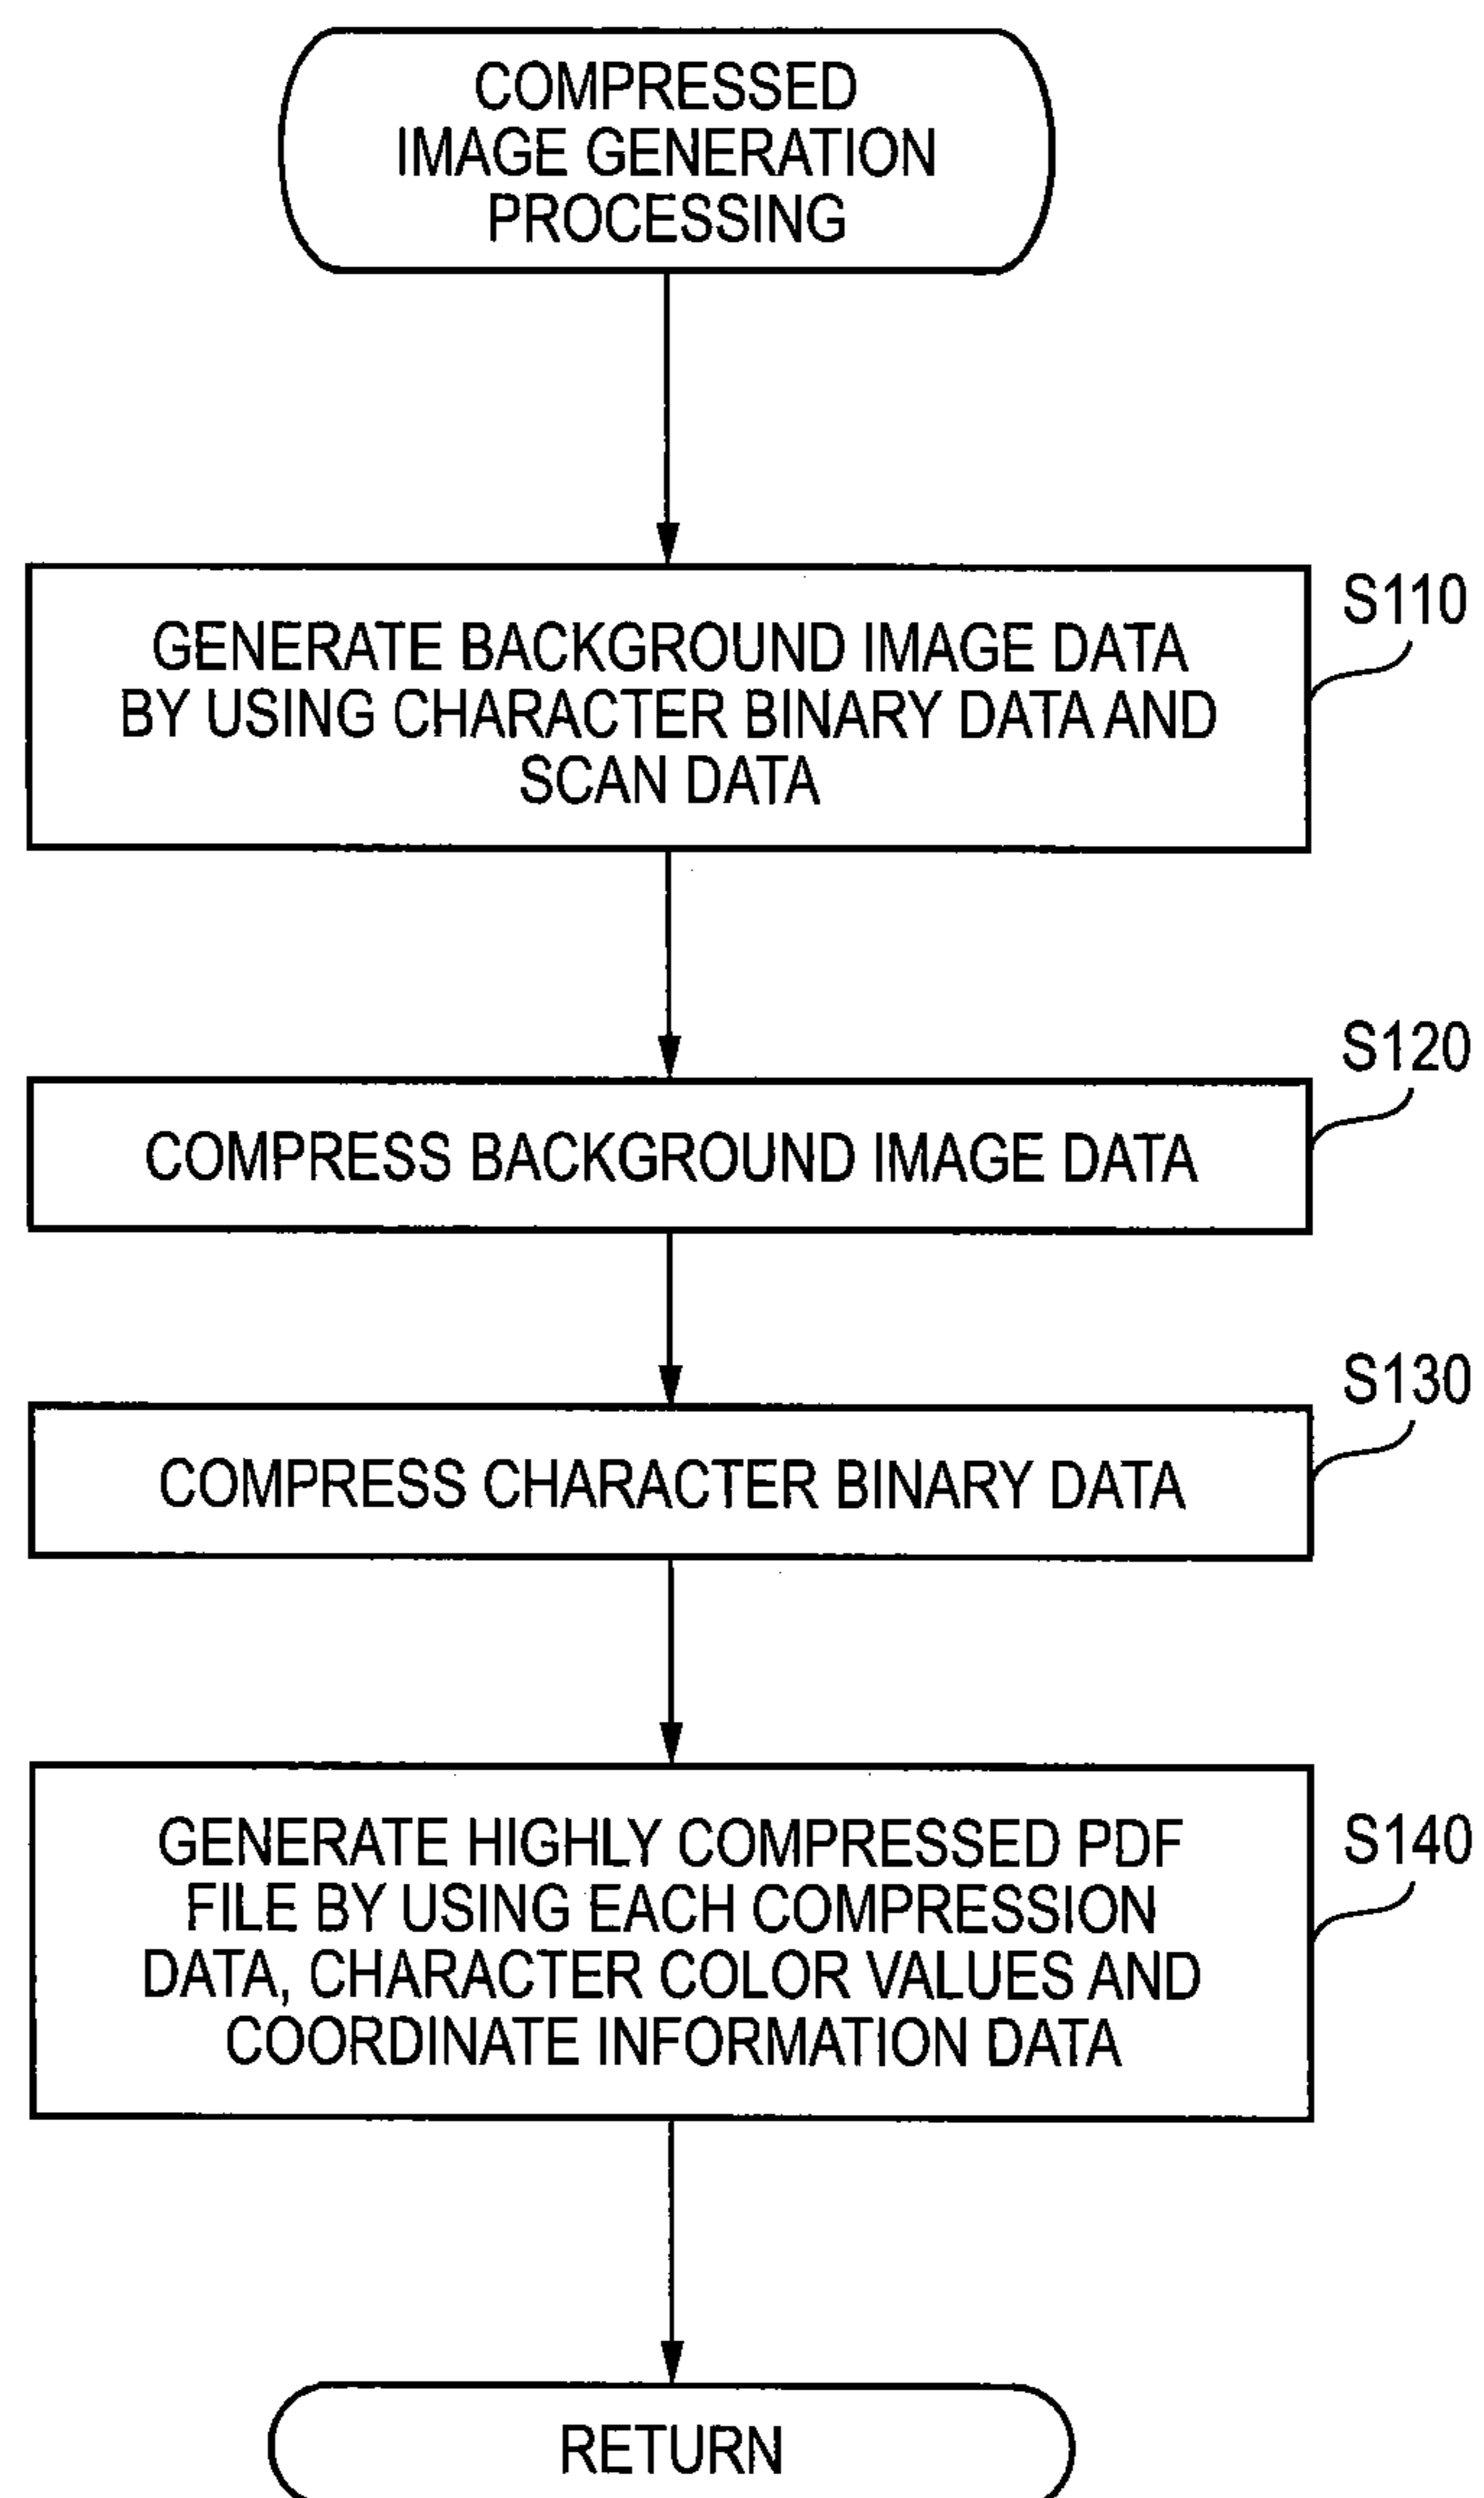 COMPRESSED
IMAGE GENERATION
PROCESSING
GENERATE BACKGROUND IMAGE DATA
BY USING CHARACTER BINARY DATA AND
SCAN DATA
S110
COMPRESS BACKGROUND IMAGE DATA
S120
COMPRESS CHARACTER BINARY DATA
S130
GENERATE HIGHLY COMPRESSED PDF
FILE BY USING EACH COMPRESSION
DATA, CHARACTER COLOR VALUES AND
COORDINATE INFORMATION DATA
S140
RETURN